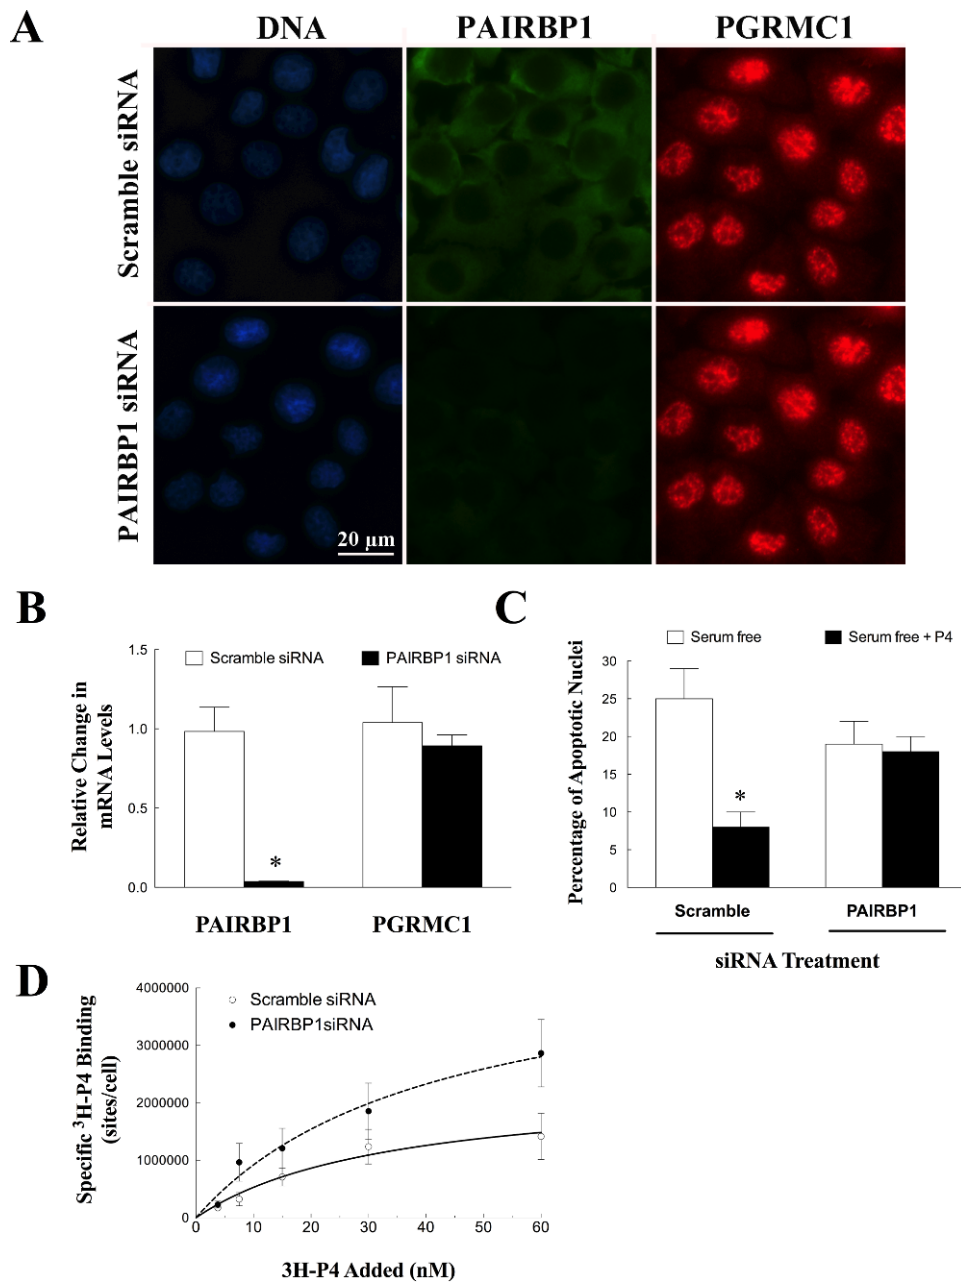 A
DNA PAIRBP1 PGRMC1
Scramble siRNA
PAIRBP1 siRNA
20 µm
B
Relative Change in
mRNA Levels
1.5
1.0
0.5
0.0
Scramble siRNA PAIRBP1 siRNA
*
PAIRBP1 PGRMC1
C
Percentage of Apoptotic Nuclei
Serum free Serum free + P4
30
25
20
15
10
5
0
*
Scramble PAIRBP1
siRNA Treatment
D
Specific ³H-P4 Binding
(sites/cell)
4000000
3000000
2000000
1000000
0
Scramble siRNA
PAIRBP1siRNA
0 10 20 30 40 50 60
3H-P4 Added (nM)